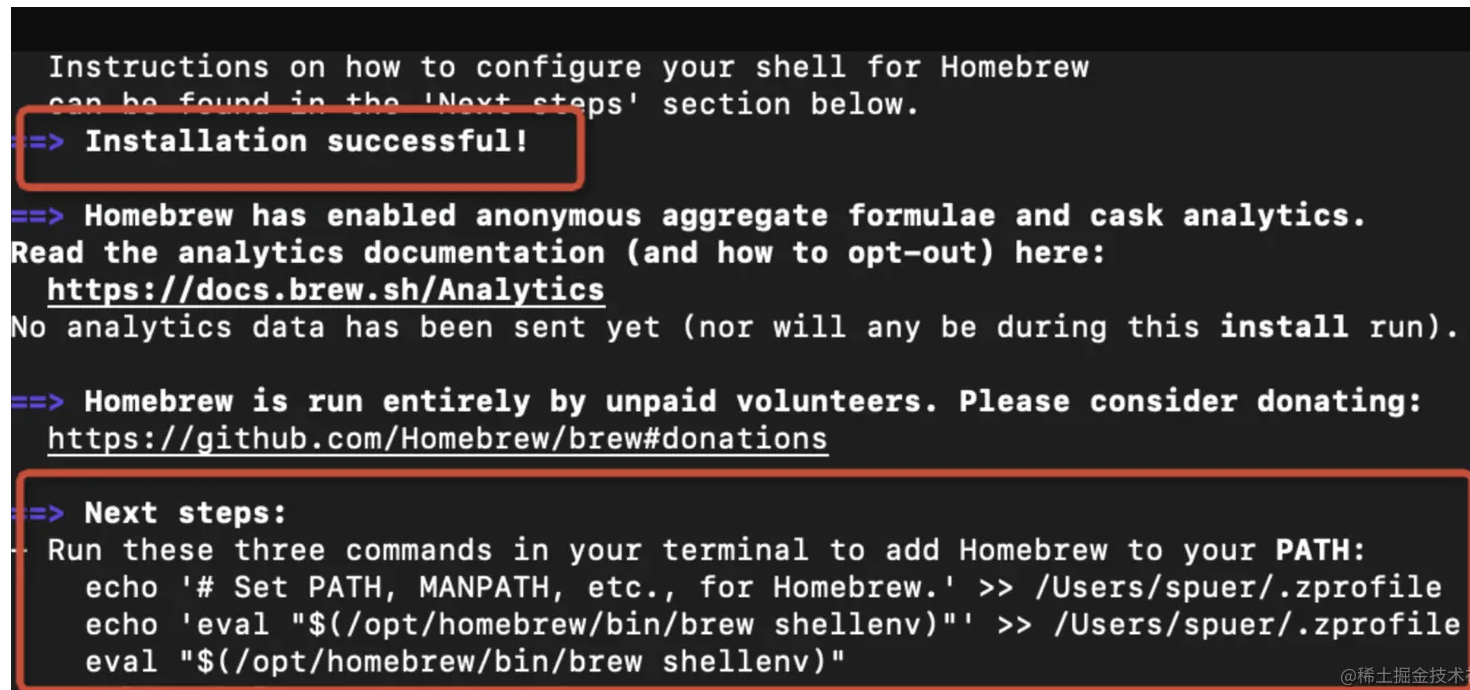 Instructions on how to configure your shell for Homebrew
can be found in the 'Next steps' section below.
==> Installation successful!
==> Homebrew has enabled anonymous aggregate formulae and cask analytics.
Read the analytics documentation (and how to opt-out) here:
https://docs.brew.sh/Analytics
No analytics data has been sent yet (nor will any be during this install run).
==> Homebrew is run entirely by unpaid volunteers. Please consider donating:
https://github.com/Homebrew/brew#donations
==> Next steps:
- Run these three commands in your terminal to add Homebrew to your PATH:
echo '# Set PATH, MANPATH, etc., for Homebrew.' >> /Users/spuer/.zprofile
echo 'eval "$(/opt/homebrew/bin/brew shellenv)"' >> /Users/spuer/.zprofile
eval "$(/opt/homebrew/bin/brew shellenv)"
@稀土掘金技术